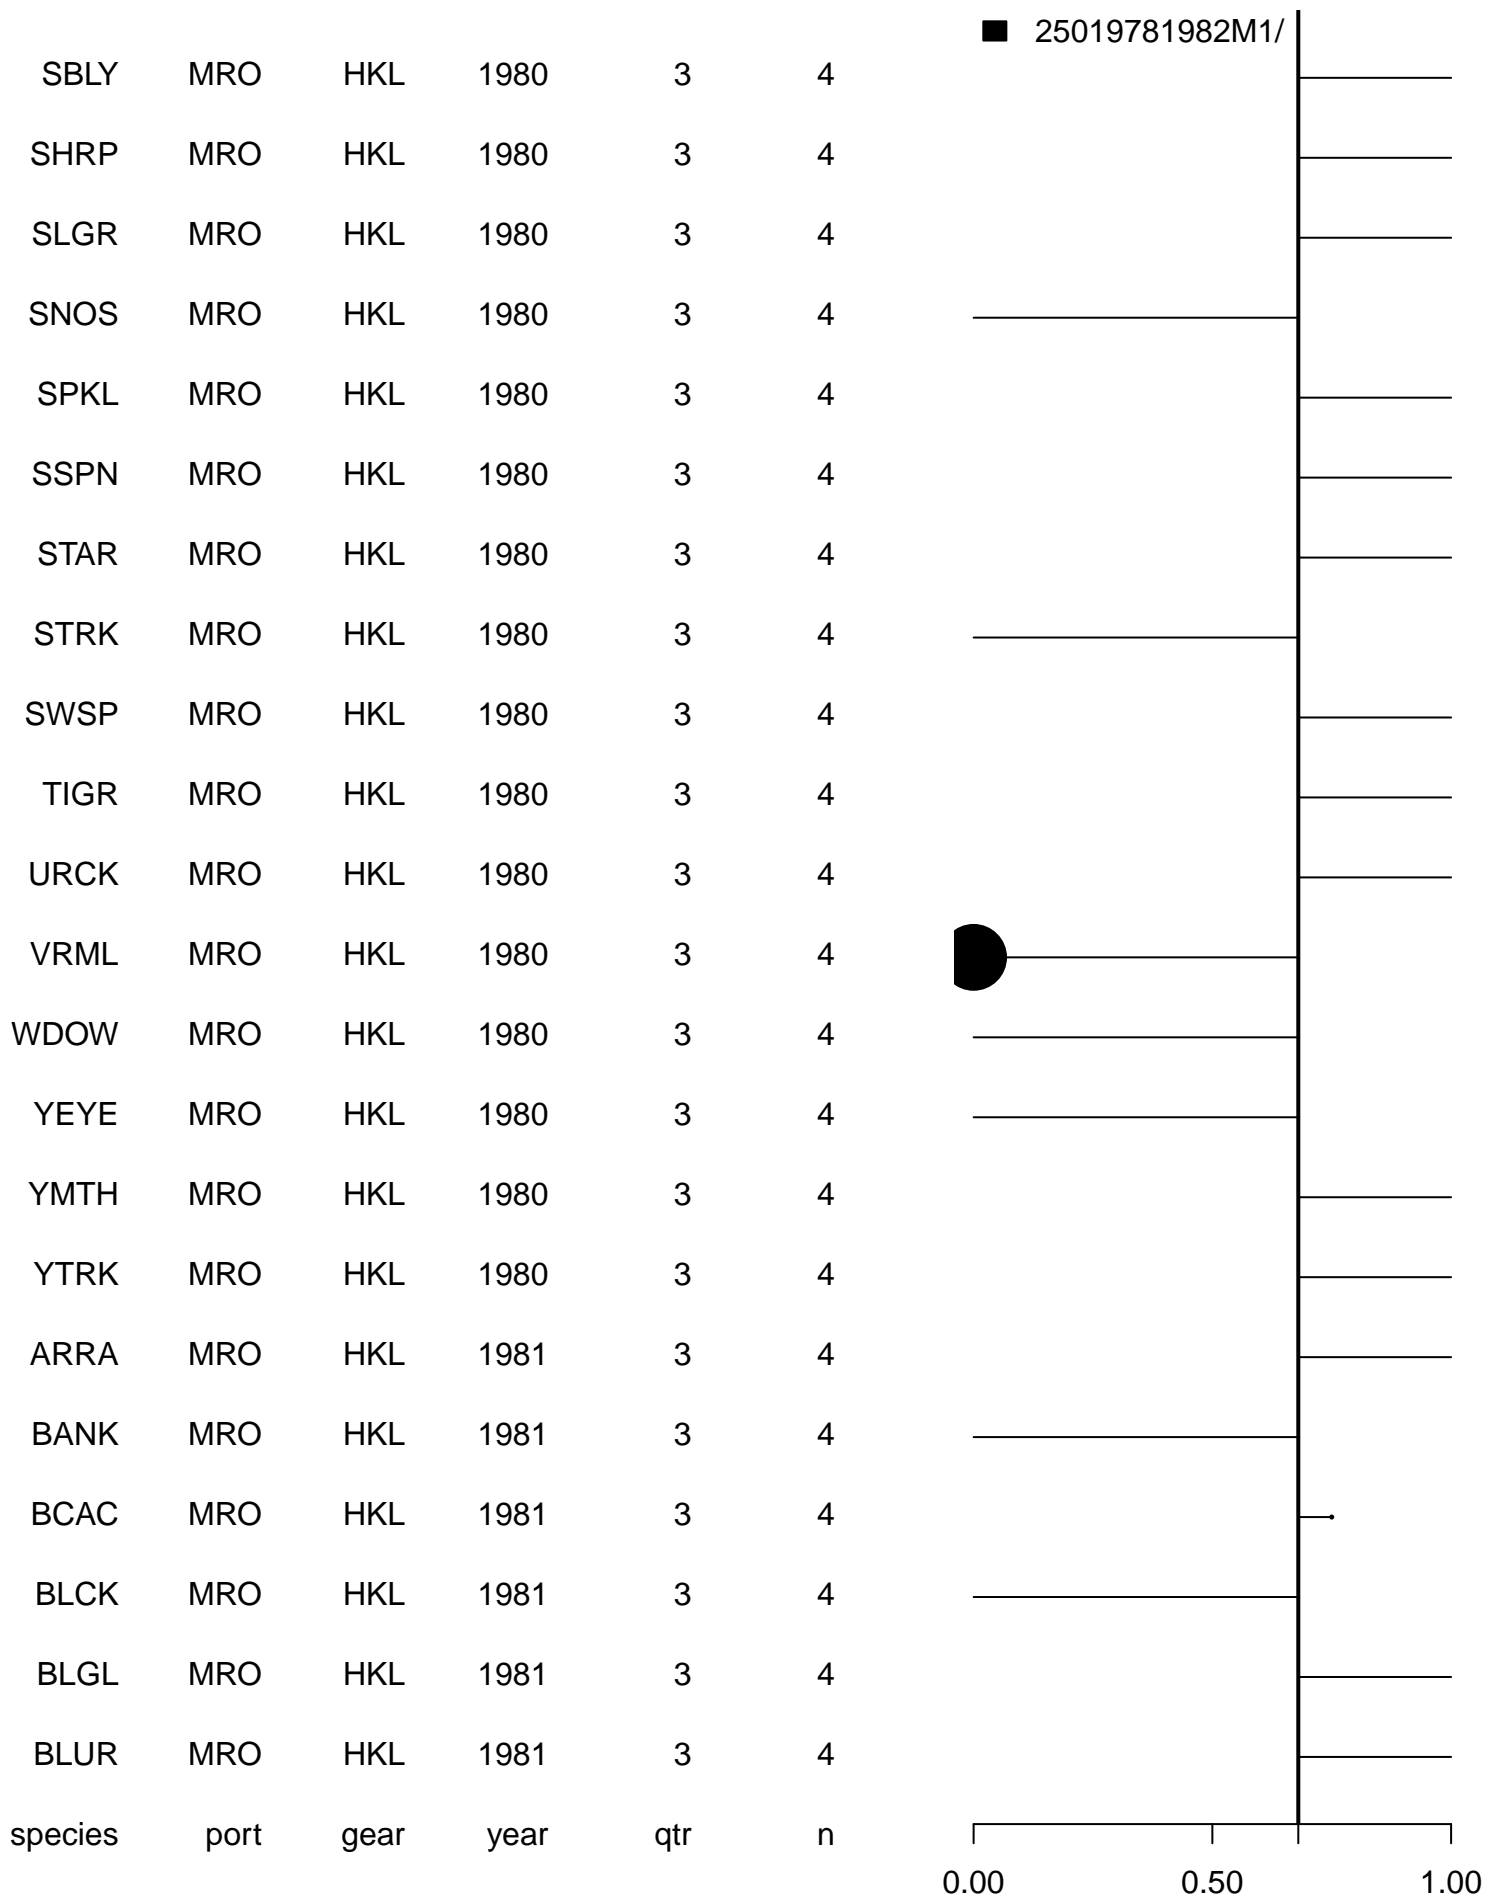 25019781982M1/
SBLY MRO HKL 1980 3 4
SHRP MRO HKL 1980 3 4
SLGR MRO HKL 1980 3 4
SNOS MRO HKL 1980 3 4
SPKL MRO HKL 1980 3 4
SSPN MRO HKL 1980 3 4
STAR MRO HKL 1980 3 4
STRK MRO HKL 1980 3 4
SWSP MRO HKL 1980 3 4
TIGR MRO HKL 1980 3 4
URCK MRO HKL 1980 3 4
VRML MRO HKL 1980 3 4
WDOW MRO HKL 1980 3 4
YEYE MRO HKL 1980 3 4
YMTH MRO HKL 1980 3 4
YTRK MRO HKL 1980 3 4
ARRA MRO HKL 1981 3 4
BANK MRO HKL 1981 3 4
BCAC MRO HKL 1981 3 4
BLCK MRO HKL 1981 3 4
BLGL MRO HKL 1981 3 4
BLUR MRO HKL 1981 3 4
species port gear year qtr n
0.00 0.50 1.00